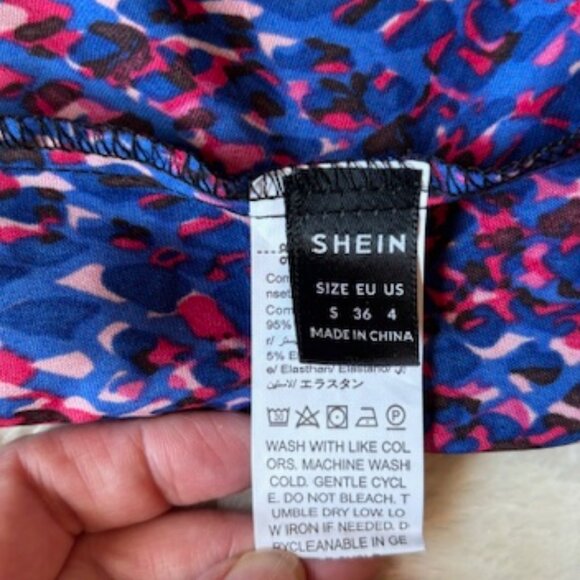 SHEIN
SIZE EU US
S 36 4
MADE IN CHINA
95%
5% E
e/ Elasthan/ Elastano/
エラスタン
WASH WITH LIKE COL
ORS. MACHINE WASH
COLD. GENTLE CYCL
E. DO NOT BLEACH. T
UMBLE DRY LOW. LO
W IRON IF NEEDED. D
RYCLEANABLE IN GE